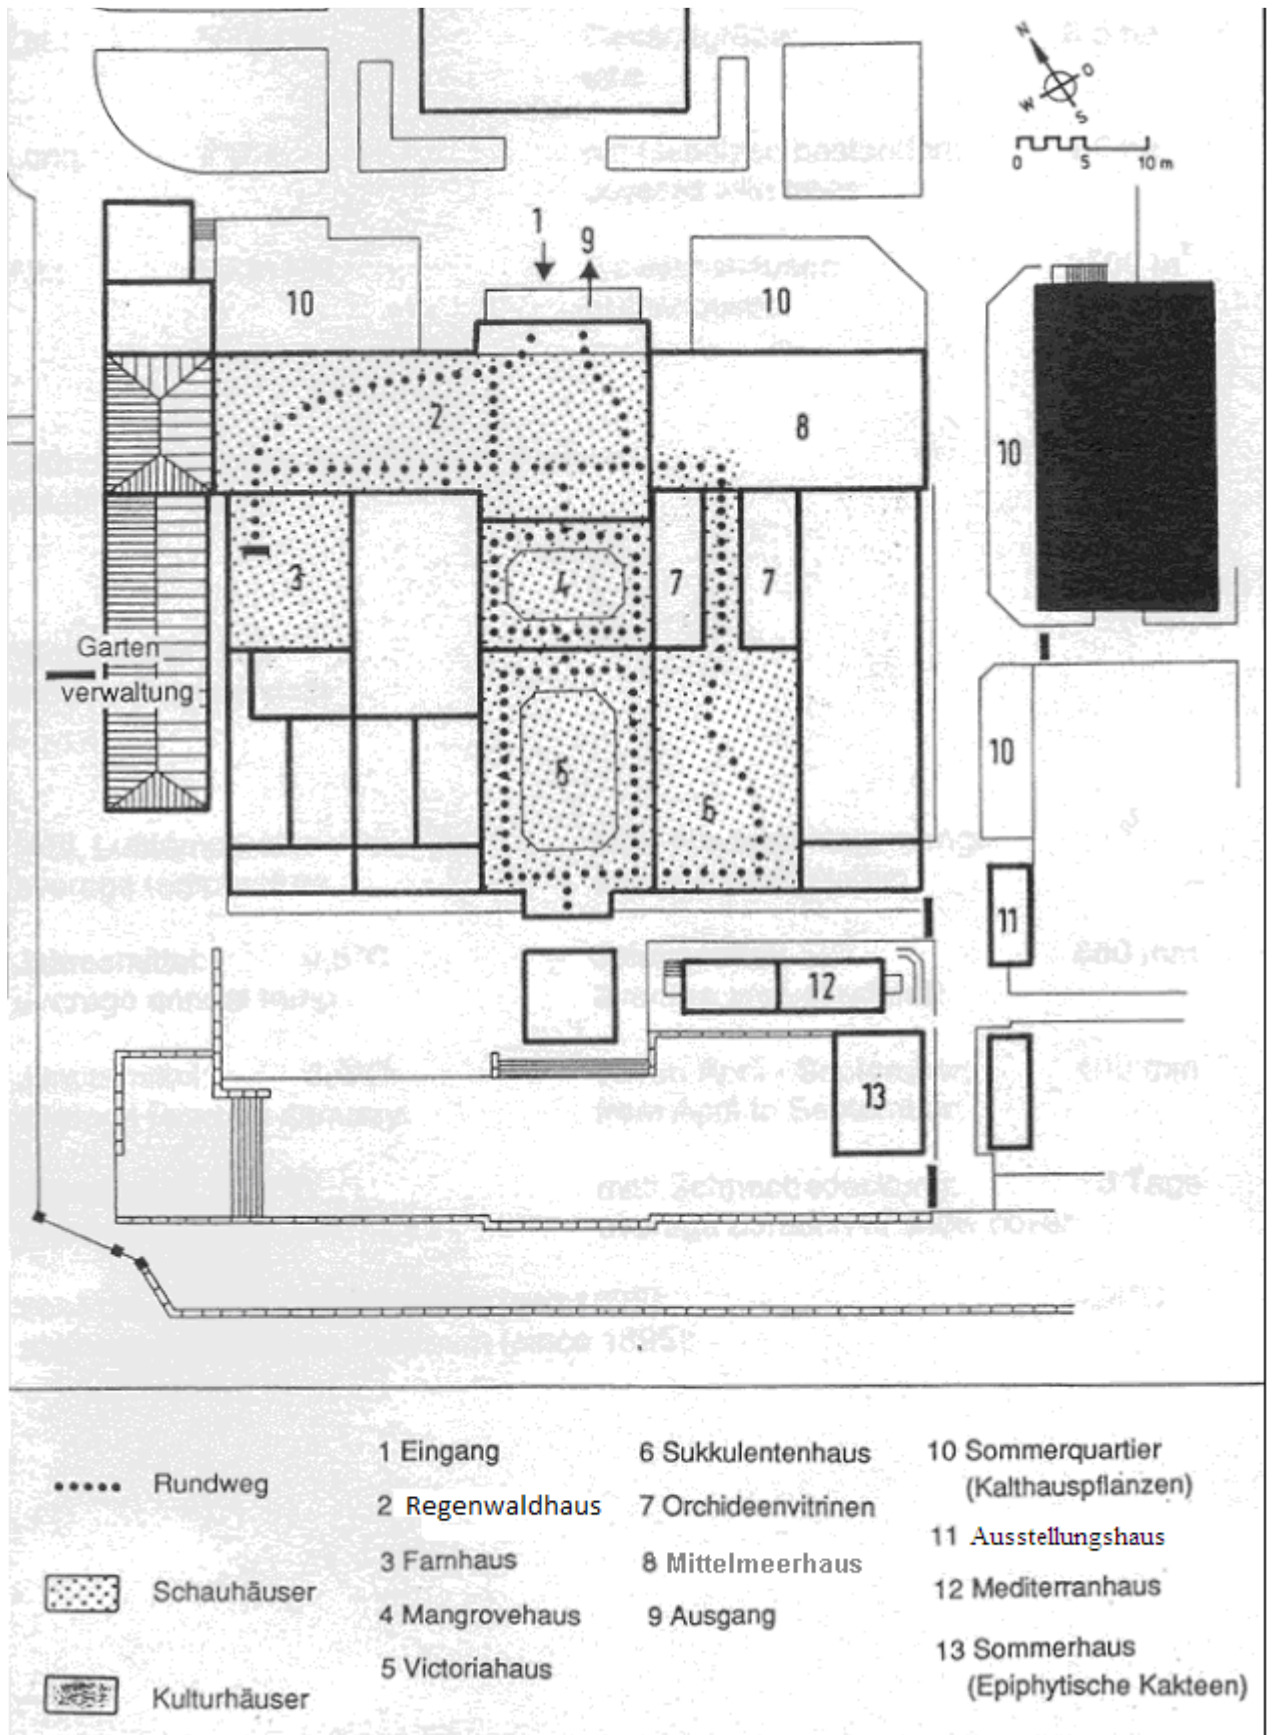 N
O
W
S
0 5 10 m
1
9
10
10
2
8
10
3
4
7
7
Garten
verwaltung
10
5
6
11
12
13
Rundweg
Schauhäuser
Kulturhäuser
1 Eingang
2 Regenwaldhaus
3 Farnhaus
4 Mangrovehaus
5 Victoriahaus
6 Sukkulentenhaus
7 Orchideenvitrinen
8 Mittelmeerhaus
9 Ausgang
10 Sommerquartier
(Kalthauspflanzen)
11 Ausstellungshaus
12 Mediterranhaus
13 Sommerhaus
(Epiphytische Kakteen)